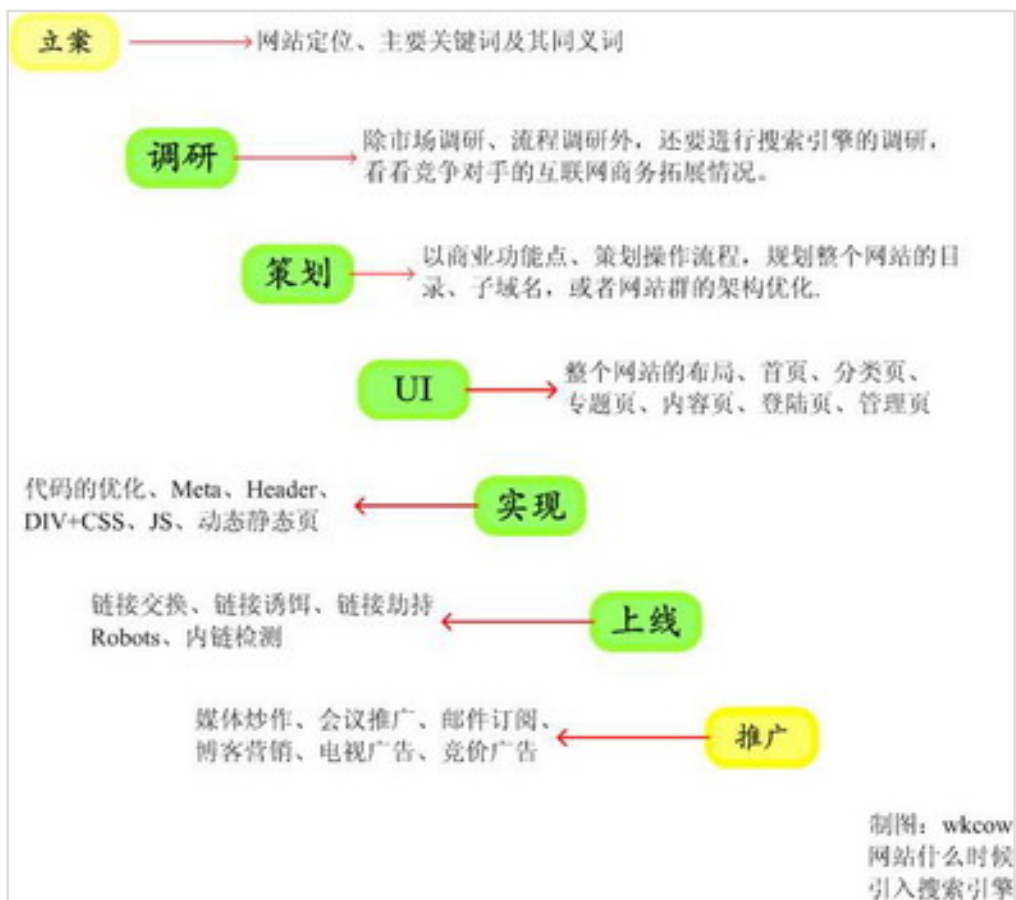 立案
网站定位、主要关键词及其同义词
调研
除市场调研、流程调研外，还要进行搜索引擎的调研，
看看竞争对手的互联网商务拓展情况。
策划
以商业功能点、策划操作流程，规划整个网站的目
录、子域名，或者网站群的架构优化.
UI
整个网站的布局、首页、分类页、
专题页、内容页、登陆页、管理页
代码的优化、Meta、Header、
DIV+CSS、JS、动态静态页
实现
链接交换、链接诱饵、链接劫持
Robots、内链检测
上线
媒体炒作、会议推广、邮件订阅、
博客营销、电视广告、竞价广告
推广
制图：wkcow
网站什么时候
引入搜索引擎